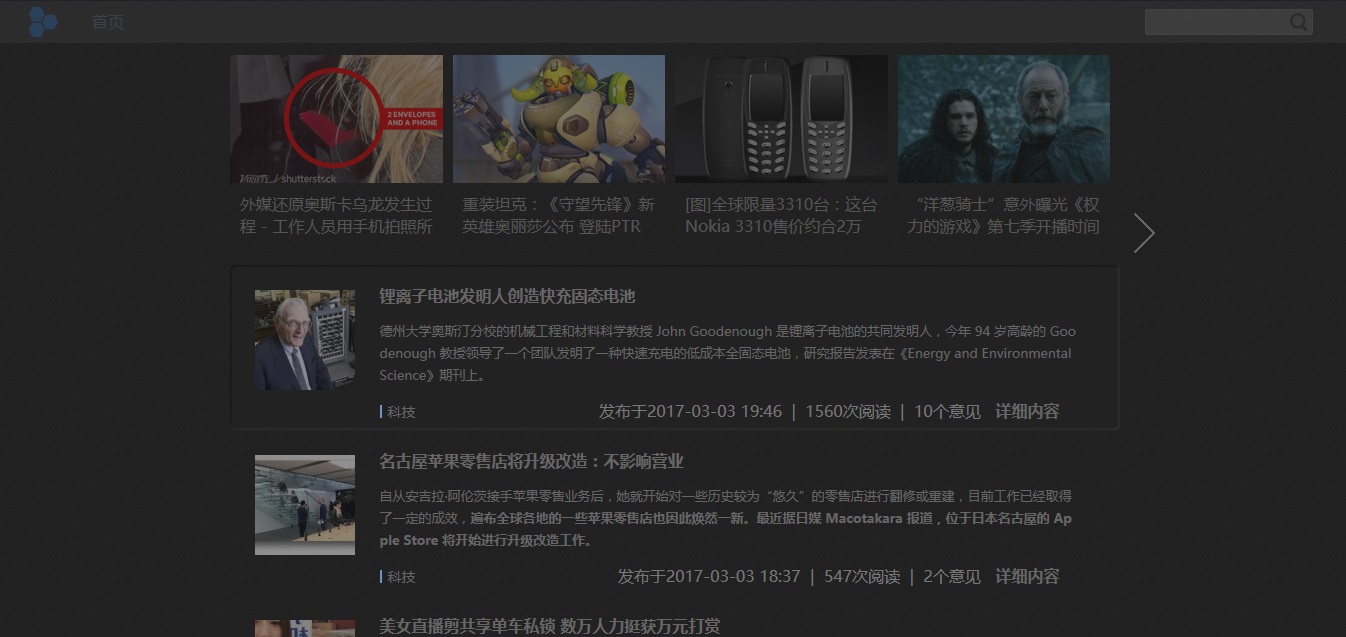 首页
2 ENVELOPES
AND A PHONE
shutterstock
外媒还原奥斯卡乌龙发生过
程 - 工作人员用手机拍照所
重装坦克：《守望先锋》新
英雄奥丽莎公布 登陆PTR
[图]全球限量3310台：这台
Nokia 3310售价约合2万
“洋葱骑士”意外曝光《权
力的游戏》第七季开播时间
锂离子电池发明人创造快充固态电池
德州大学奥斯汀分校的机械工程和材料科学教授 John Goodenough 是锂离子电池的共同发明人，今年 94 岁高龄的 Goo
denough 教授领导了一个团队发明了一种快速充电的低成本全固态电池，研究报告发表在《Energy and Environmental
Science》期刊上。
科技 发布于2017-03-03 19:46 | 1560次阅读 | 10个意见 详细内容
名古屋苹果零售店将升级改造：不影响营业
自从安吉拉·阿伦茨接手苹果零售业务后，她就开始对一些历史较为“悠久”的零售店进行翻修或重建，目前工作已经取得
了一定的成效，遍布全球各地的一些苹果零售店也因此焕然一新。最近据日媒 Macotakara 报道，位于日本名古屋的 Ap
ple Store 将开始进行升级改造工作。
科技 发布于2017-03-03 18:37 | 547次阅读 | 2个意见 详细内容
美女直播剪共享单车私锁 数万人力挺获万元打赏